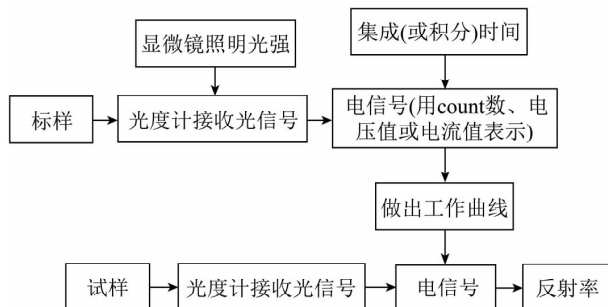 显微镜照明光强
集成(或积分)时间
标样
光度计接收光信号
电信号(用count数、电
压值或电流值表示)
做出工作曲线
试样
光度计接收光信号
电信号
反射率